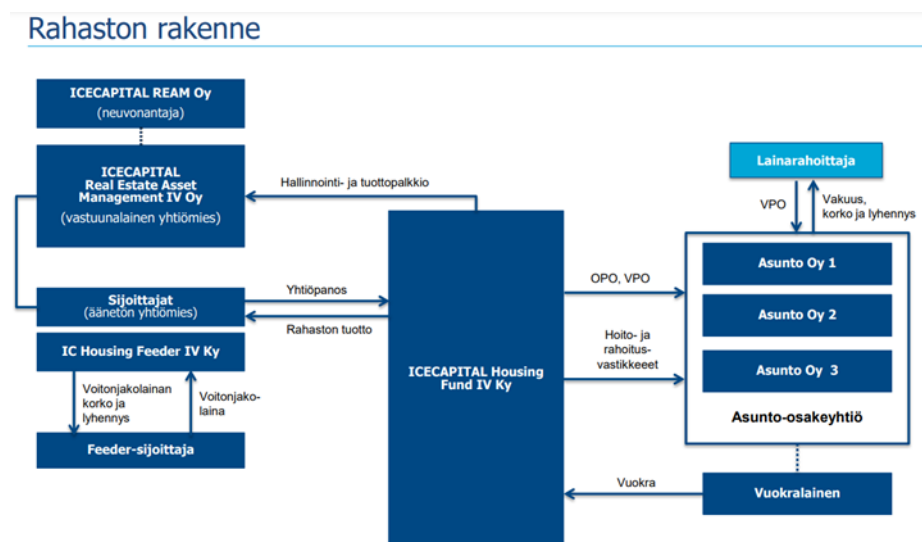 Rahaston rakenne
ICECAPITAL REAM Oy
(neuvonantaja)
ICECAPITAL
Real Estate Asset
Management IV Oy
(vastuunalainen yhtiömies)
Hallinnointi- ja tuottopalkkio
Sijoittajat
(äänetön yhtiömies)
Yhtiöpanos
Rahaston tuotto
IC Housing Feeder IV Ky
Voitonjakolainan
korko ja
lyhennys
Voitonjako-
laina
Feeder-sijoittaja
ICECAPITAL Housing
Fund IV Ky
OPO, VPO
Hoito- ja
rahoitus-
vastikkeeet
Vuokra
Lainarahoittaja
VPO
Vakuus,
korko ja lyhennys
Asunto Oy 1
Asunto Oy 2
Asunto Oy 3
Asunto-osakeyhtiö
Vuokralainen